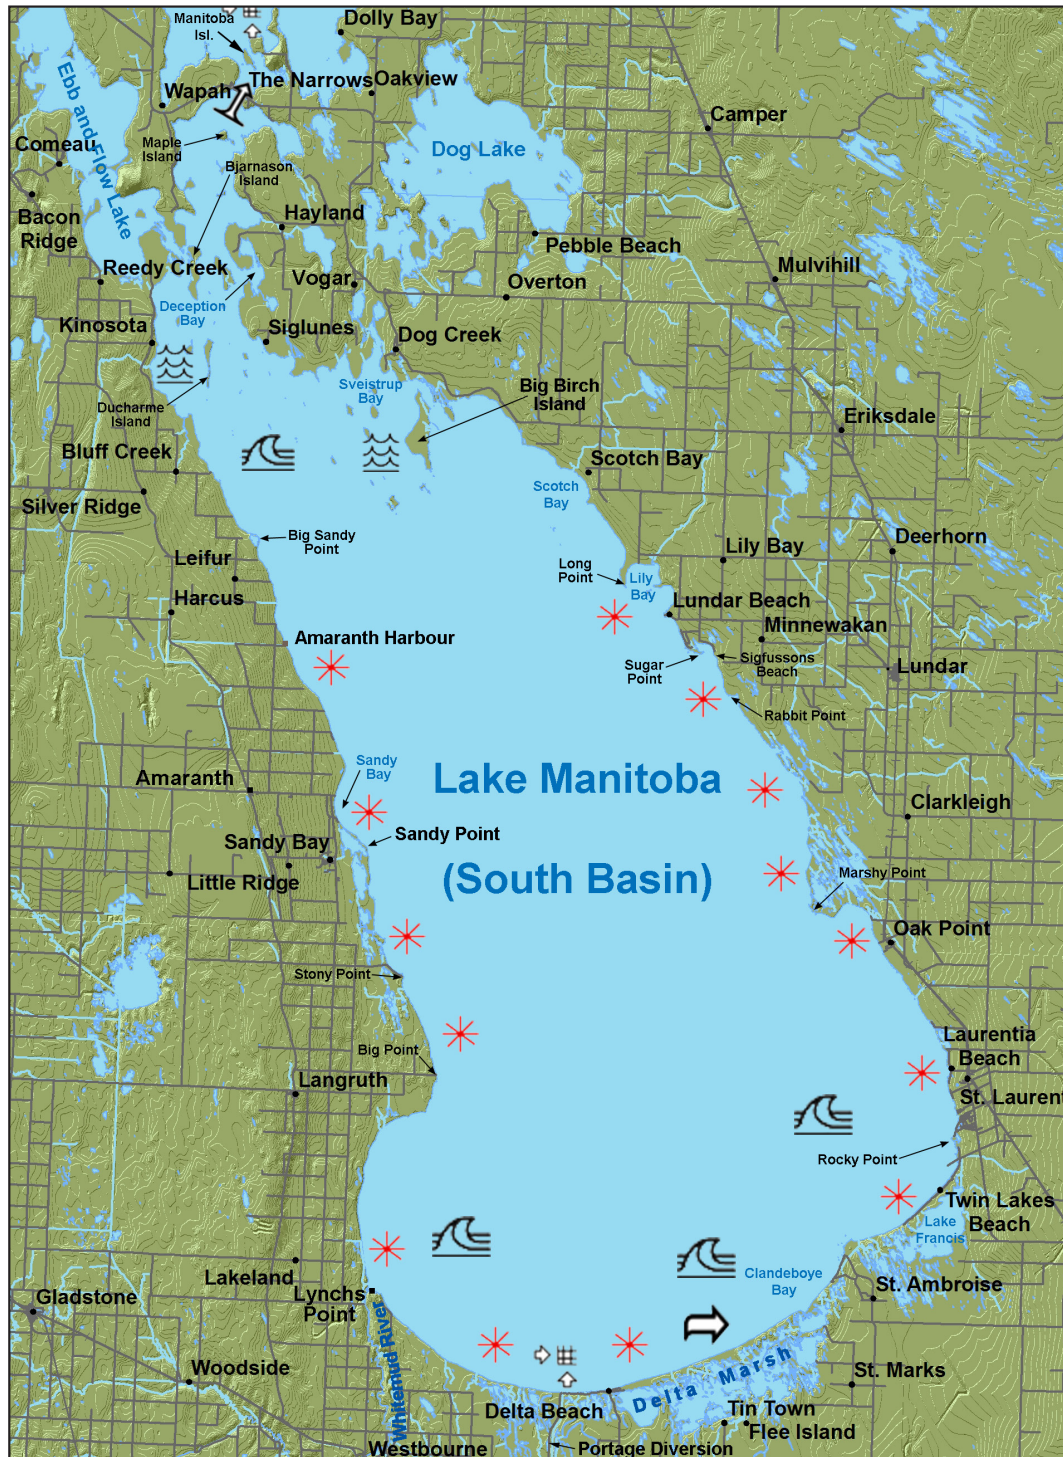 Manitoba
Isl.
Dolly Bay
The Narrows
Oakview
Wapah
Camper
Ebb and Flow Lake
Comeau
Maple
Island
Dog Lake
Bjarnason
Island
Bacon
Ridge
Hayland
Pebble Beach
Reedy Creek
Vogar
Overton
Mulvihill
Deception
Bay
Kinosota
Siglunes
Dog Creek
Sveistrup
Bay
Big Birch
Island
Ducharme
Island
Eriksdale
Bluff Creek
Scotch Bay
Scotch
Bay
Silver Ridge
Big Sandy
Point
Deerhorn
Leifur
Lily Bay
Long
Point
Lily
Bay
Harcus
Lundar Beach
Minnewakan
Amaranth Harbour
Sugar
Point
Sigfussons
Beach
Lundar
Rabbit Point
Sandy
Bay
Amaranth
Lake Manitoba
Clarkleigh
Sandy Point
Sandy Bay
Little Ridge
(South Basin)
Marshy Point
Oak Point
Stony Point
Laurentia
Beach
Big Point
Langruth
St. Laurent
Rocky Point
Twin Lakes
Beach
Lake
Francis
Lakeland
Clandeboye
Bay
St. Ambroise
Lynchs
Point
Gladstone
Whitemud River
Woodside
St. Marks
Delta Marsh
Delta Beach
Tin Town
Flee Island
Westbourne
Portage Diversion